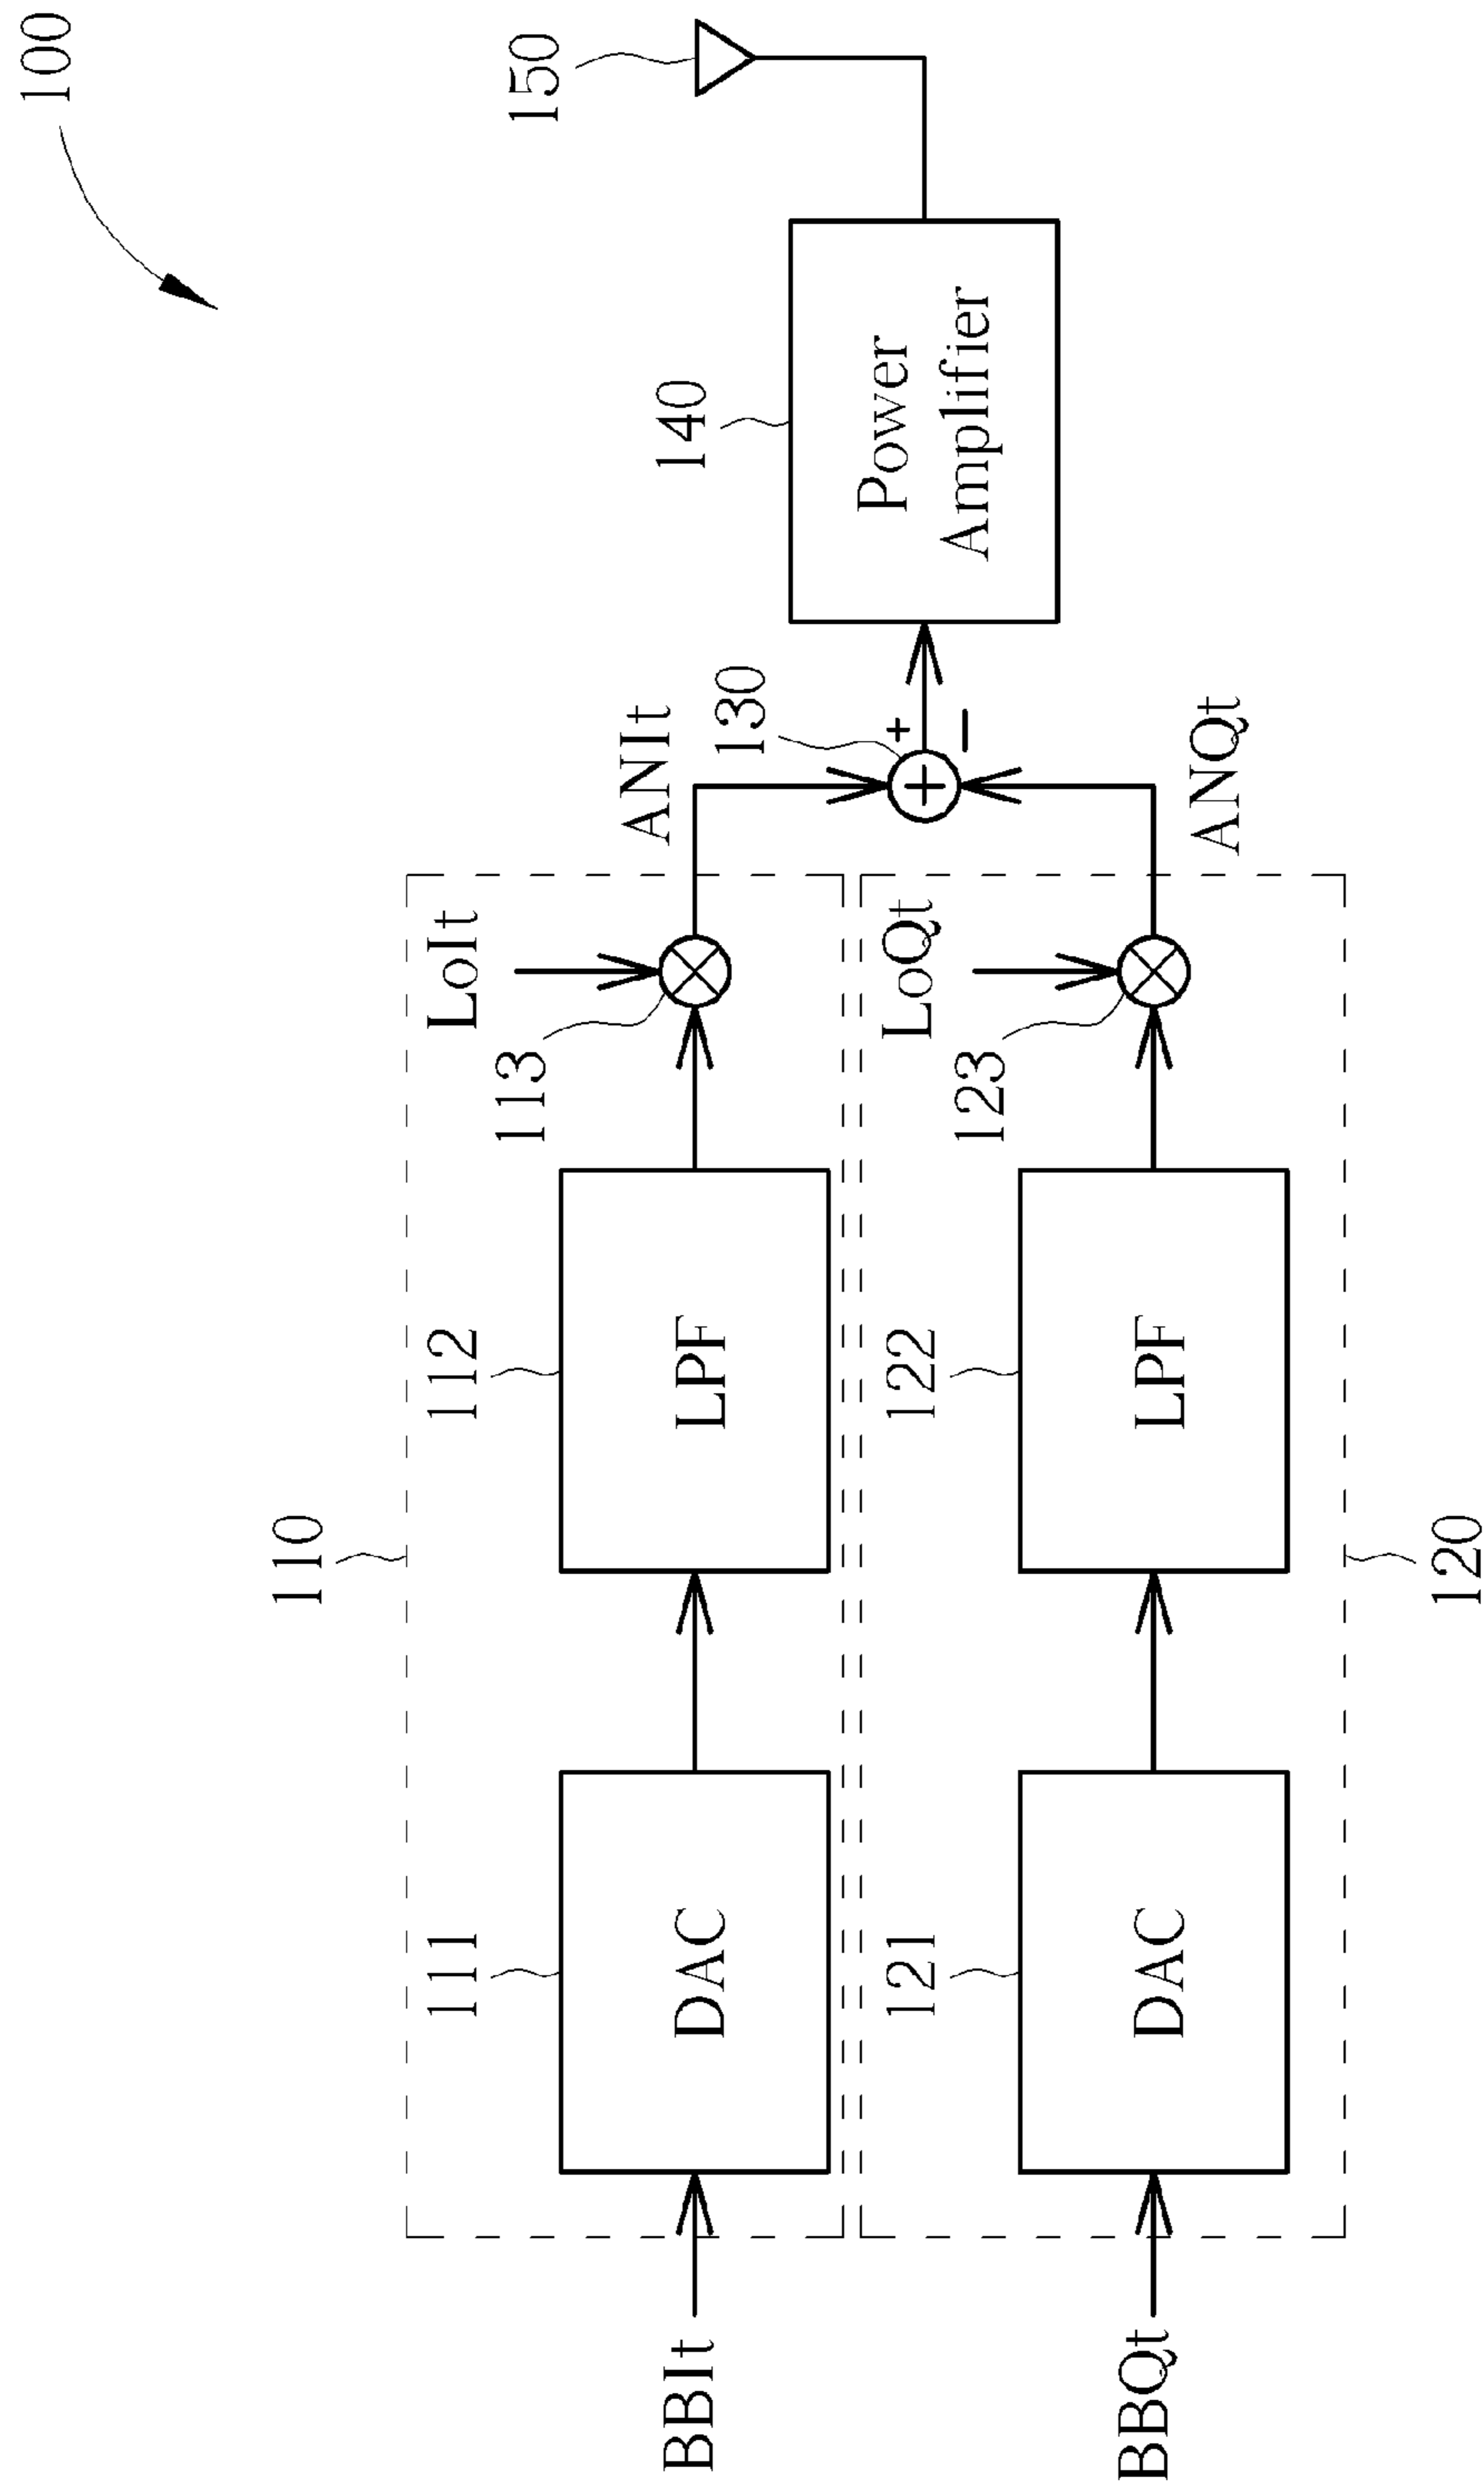 100
110
111
112
113
LoIt
ANIt
BBIt
DAC
LPF
130
+
+
−
140
Power
Amplifier
150
121
122
123
LoQt
ANQt
BBQt
DAC
LPF
120